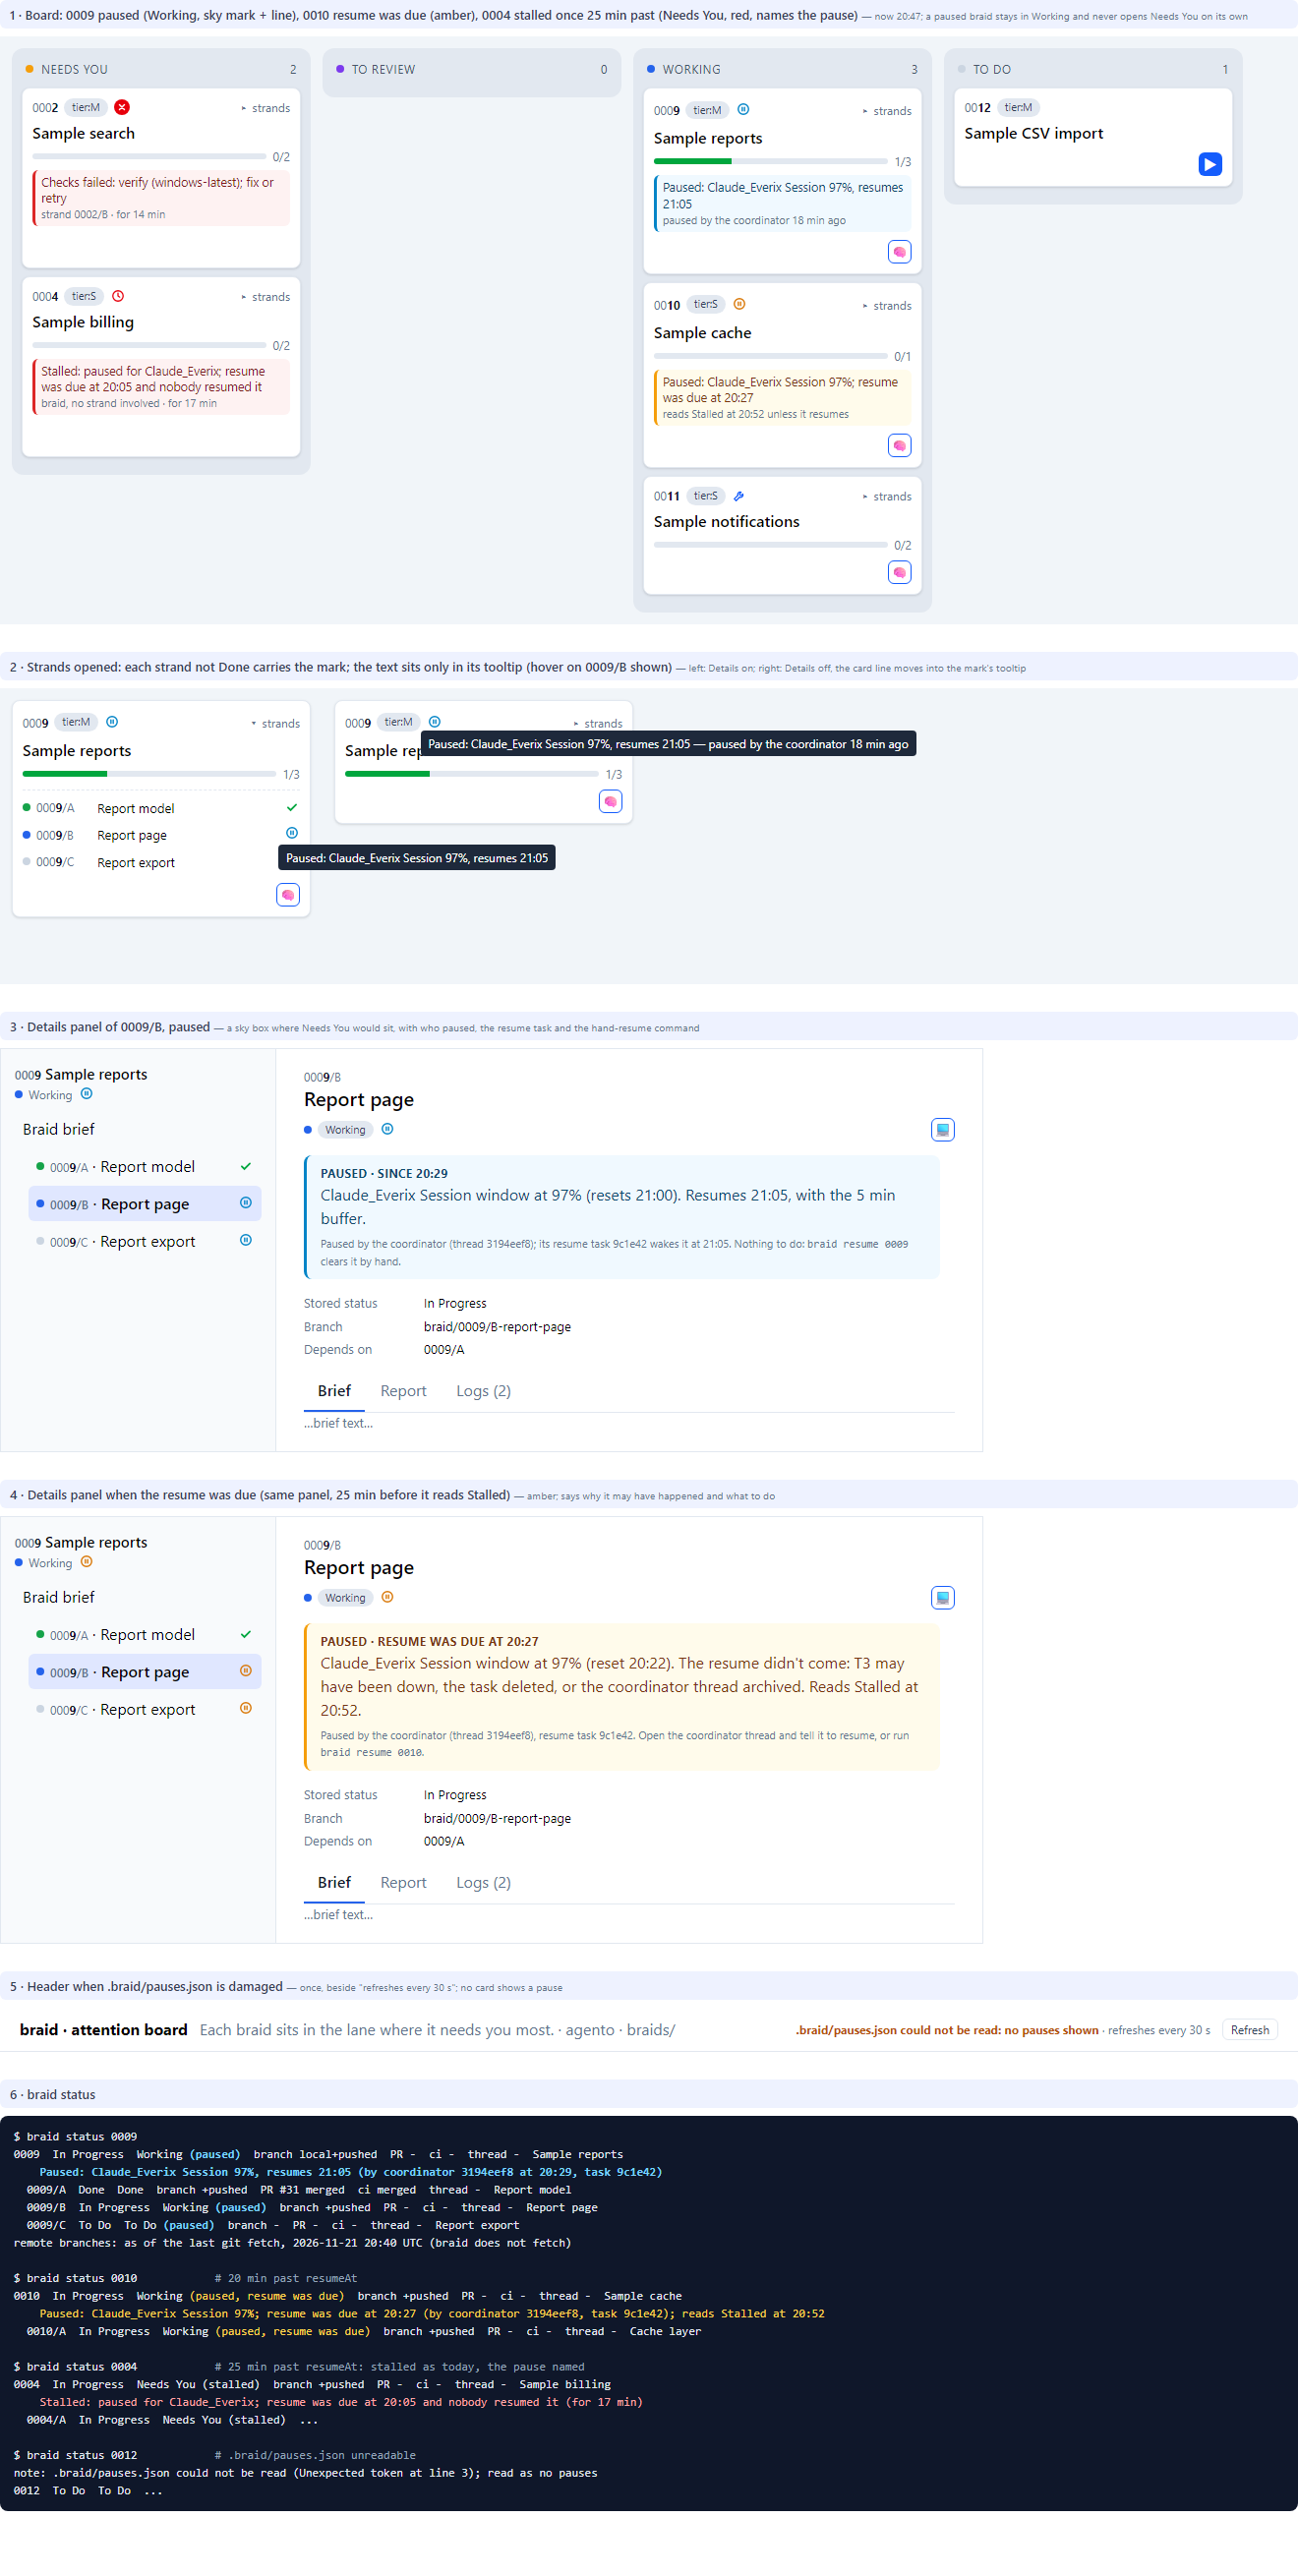 1 · Board: 0009 paused (Working, sky mark + line), 0010 resume was due (amber), 0004 stalled once 25 min past (Needs You, red, names the pause) — now 20:47; a paused braid stays in Working and never opens Needs You on its own
NEEDS YOU 2
0002 tier:M ▸ strands
Sample search
0/2
Checks failed: verify (windows-latest); fix or
retry
strand 0002/B · for 14 min
0004 tier:S ▸ strands
Sample billing
0/2
Stalled: paused for Claude_Everix; resume
was due at 20:05 and nobody resumed it
braid, no strand involved · for 17 min
TO REVIEW 0
WORKING 3
0009 tier:M ▸ strands
Sample reports
1/3
Paused: Claude_Everix Session 97%, resumes
21:05
paused by the coordinator 18 min ago
0010 tier:S ▸ strands
Sample cache
0/1
Paused: Claude_Everix Session 97%; resume
was due at 20:27
reads Stalled at 20:52 unless it resumes
0011 tier:S ▸ strands
Sample notifications
0/2
TO DO 1
0012 tier:M
Sample CSV import
2 · Strands opened: each strand not Done carries the mark; the text sits only in its tooltip (hover on 0009/B shown) — left: Details on; right: Details off, the card line moves into the mark's tooltip
0009 tier:M ▾ strands
Sample reports
1/3
0009/A Report model
0009/B Report page
0009/C Report export
Paused: Claude_Everix Session 97%, resumes 21:05
0009 tier:M ▸ strands
Sample rep
Paused: Claude_Everix Session 97%, resumes 21:05 — paused by the coordinator 18 min ago
1/3
3 · Details panel of 0009/B, paused — a sky box where Needs You would sit, with who paused, the resume task and the hand-resume command
0009 Sample reports
Working
Braid brief
0009/A · Report model
0009/B · Report page
0009/C · Report export
0009/B
Report page
Working
PAUSED · SINCE 20:29
Claude_Everix Session window at 97% (resets 21:00). Resumes 21:05, with the 5 min
buffer.
Paused by the coordinator (thread 3194eef8); its resume task 9c1e42 wakes it at 21:05. Nothing to do: braid resume 0009
clears it by hand.
Stored status In Progress
Branch braid/0009/B-report-page
Depends on 0009/A
Brief Report Logs (2)
...brief text...
4 · Details panel when the resume was due (same panel, 25 min before it reads Stalled) — amber; says why it may have happened and what to do
0009 Sample reports
Working
Braid brief
0009/A · Report model
0009/B · Report page
0009/C · Report export
0009/B
Report page
Working
PAUSED · RESUME WAS DUE AT 20:27
Claude_Everix Session window at 97% (reset 20:22). The resume didn't come: T3 may
have been down, the task deleted, or the coordinator thread archived. Reads Stalled at
20:52.
Paused by the coordinator (thread 3194eef8), resume task 9c1e42. Open the coordinator thread and tell it to resume, or run
braid resume 0010.
Stored status In Progress
Branch braid/0009/B-report-page
Depends on 0009/A
Brief Report Logs (2)
...brief text...
5 · Header when .braid/pauses.json is damaged — once, beside "refreshes every 30 s"; no card shows a pause
braid · attention board Each braid sits in the lane where it needs you most. · agento · braids/ .braid/pauses.json could not be read: no pauses shown · refreshes every 30 s Refresh
6 · braid status
$ braid status 0009
0009 In Progress Working (paused) branch local+pushed PR - ci - thread - Sample reports
Paused: Claude_Everix Session 97%, resumes 21:05 (by coordinator 3194eef8 at 20:29, task 9c1e42)
0009/A Done Done branch +pushed PR #31 merged ci merged thread - Report model
0009/B In Progress Working (paused) branch +pushed PR - ci - thread - Report page
0009/C To Do To Do (paused) branch - PR - ci - thread - Report export
remote branches: as of the last git fetch, 2026-11-21 20:40 UTC (braid does not fetch)
$ braid status 0010 # 20 min past resumeAt
0010 In Progress Working (paused, resume was due) branch +pushed PR - ci - thread - Sample cache
Paused: Claude_Everix Session 97%; resume was due at 20:27 (by coordinator 3194eef8, task 9c1e42); reads Stalled at 20:52
0010/A In Progress Working (paused, resume was due) branch +pushed PR - ci - thread - Cache layer
$ braid status 0004 # 25 min past resumeAt: stalled as today, the pause named
0004 In Progress Needs You (stalled) branch +pushed PR - ci - thread - Sample billing
Stalled: paused for Claude_Everix; resume was due at 20:05 and nobody resumed it (for 17 min)
0004/A In Progress Needs You (stalled) ...
$ braid status 0012 # .braid/pauses.json unreadable
note: .braid/pauses.json could not be read (Unexpected token at line 3); read as no pauses
0012 To Do To Do ...